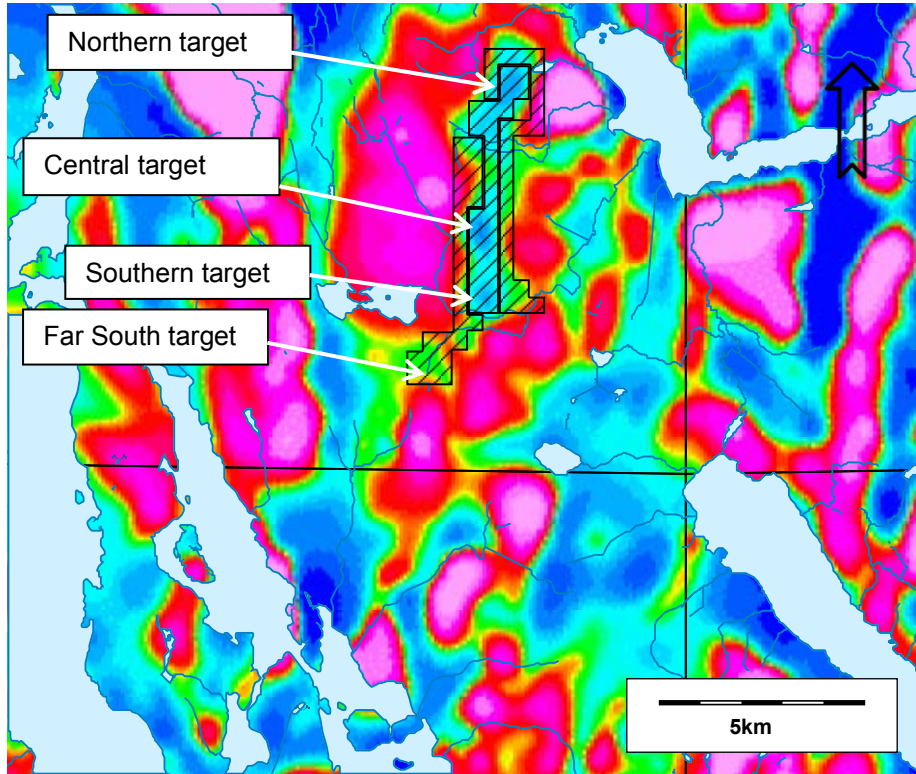 Northern target
Central target
Southern target
Far South target
5km